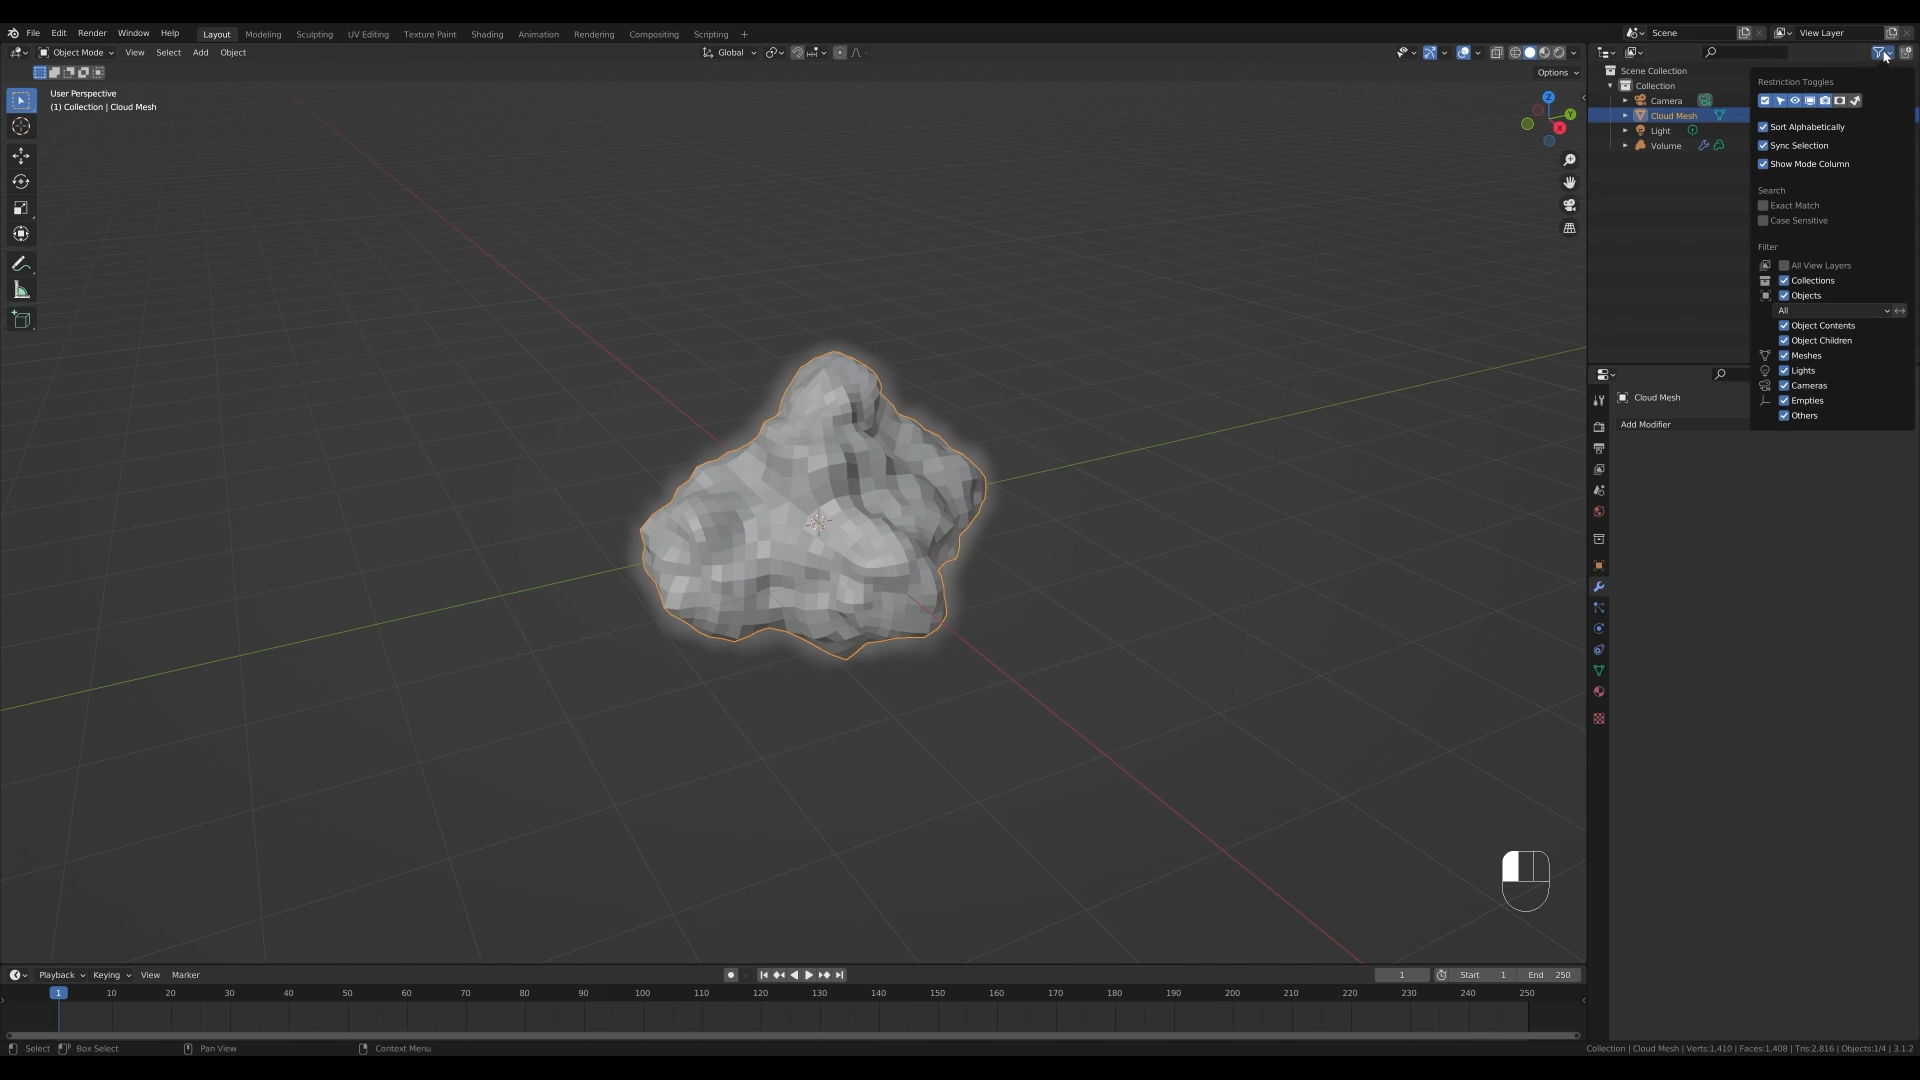 File Edit Render Window Help Layout Modeling Sculpting UV Editing Texture Paint Shading Animation Rendering Compositing Scripting + Scene View Layer
Object Mode View Select Add Object Global
Options
User Perspective
(1) Collection | Cloud Mesh
Z
Y
X
Scene Collection
Collection
Camera
Cloud Mesh
Light
Volume
Restriction Toggles
Sort Alphabetically
Sync Selection
Show Mode Column
Search
Exact Match
Case Sensitive
Filter
All View Layers
Collections
Objects
All
Object Contents
Object Children
Meshes
Lights
Cameras
Empties
Others
Cloud Mesh
Add Modifier
Playback Keying View Marker 1 Start 1 End 250
1 10 20 30 40 50 60 70 80 90 100 110 120 130 140 150 160 170 180 190 200 210 220 230 240 250
Select Box Select Pan View Context Menu Collection | Cloud Mesh | Verts:1,410 | Faces:1,408 | Tris:2,816 | Objects:1/4 | 3.1.2